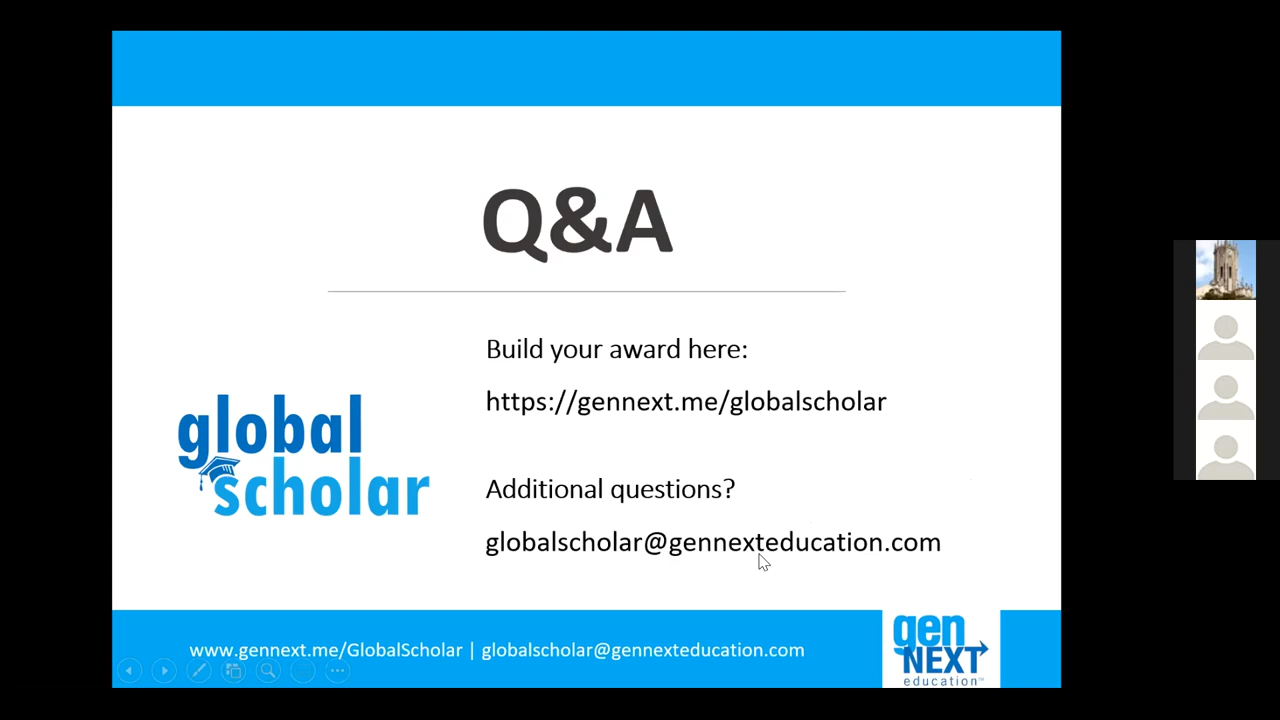 Q&A
Build your award here:
https://gennext.me/globalscholar
global
scholar
Additional questions?
globalscholar@gennexteducation.com
www.gennext.me/GlobalScholar | globalscholar@gennexteducation.com
gen
NEXT
education™